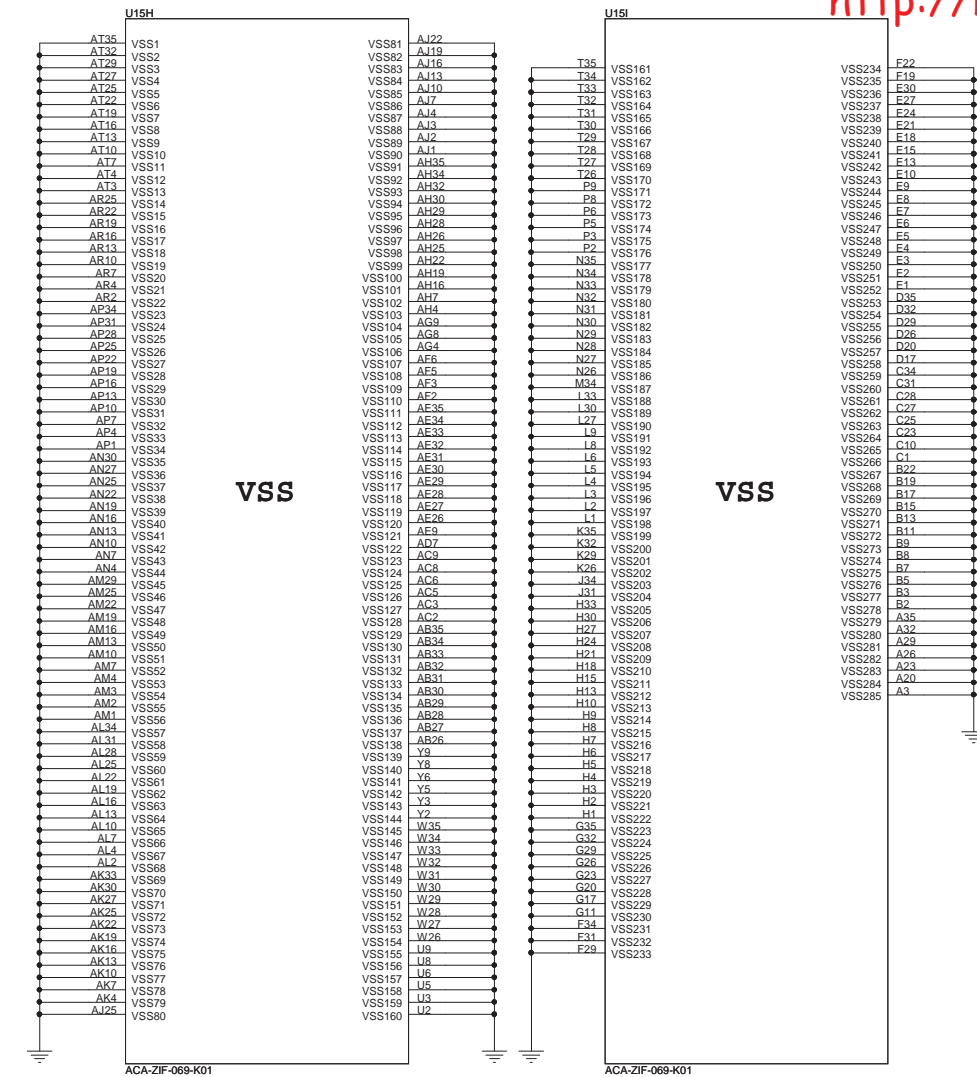 http://
U15H
AT35 VSS1
AT32 VSS2
AT29 VSS3
AT27 VSS4
AT25 VSS5
AT22 VSS6
AT19 VSS7
AT16 VSS8
AT13 VSS9
AT10 VSS10
AT7 VSS11
AT4 VSS12
AT3 VSS13
AR25 VSS14
AR22 VSS15
AR19 VSS16
AR16 VSS17
AR13 VSS18
AR10 VSS19
AR7 VSS20
AR4 VSS21
AR2 VSS22
AP34 VSS23
AP31 VSS24
AP28 VSS25
AP25 VSS26
AP22 VSS27
AP19 VSS28
AP16 VSS29
AP13 VSS30
AP10 VSS31
AP7 VSS32
AP4 VSS33
AP1 VSS34
AN30 VSS35
AN27 VSS36
AN25 VSS37
AN22 VSS38
AN19 VSS39
AN16 VSS40
AN13 VSS41
AN10 VSS42
AN7 VSS43
AN4 VSS44
AM29 VSS45
AM25 VSS46
AM22 VSS47
AM19 VSS48
AM16 VSS49
AM13 VSS50
AM10 VSS51
AM7 VSS52
AM4 VSS53
AM3 VSS54
AM2 VSS55
AM1 VSS56
AL34 VSS57
AL31 VSS58
AL28 VSS59
AL25 VSS60
AL22 VSS61
AL19 VSS62
AL16 VSS63
AL13 VSS64
AL10 VSS65
AL7 VSS66
AL4 VSS67
AL2 VSS68
AK33 VSS69
AK30 VSS70
AK27 VSS71
AK25 VSS72
AK22 VSS73
AK19 VSS74
AK16 VSS75
AK13 VSS76
AK10 VSS77
AK7 VSS78
AK4 VSS79
AJ25 VSS80
VSS
VSS81 AJ22
VSS82 AJ19
VSS83 AJ16
VSS84 AJ13
VSS85 AJ10
VSS86 AJ7
VSS87 AJ4
VSS88 AJ3
VSS89 AJ2
VSS90 AJ1
VSS91 AH35
VSS92 AH34
VSS93 AH32
VSS94 AH30
VSS95 AH29
VSS96 AH28
VSS97 AH26
VSS98 AH25
VSS99 AH22
VSS100 AH19
VSS101 AH16
VSS102 AH7
VSS103 AH4
VSS104 AG9
VSS105 AG8
VSS106 AG4
VSS107 AF6
VSS108 AF5
VSS109 AF3
VSS110 AF2
VSS111 AE35
VSS112 AE34
VSS113 AE33
VSS114 AE32
VSS115 AE31
VSS116 AE30
VSS117 AE29
VSS118 AE28
VSS119 AE27
VSS120 AE26
VSS121 AE9
VSS122 AD7
VSS123 AC9
VSS124 AC8
VSS125 AC6
VSS126 AC5
VSS127 AC3
VSS128 AC2
VSS129 AB35
VSS130 AB34
VSS131 AB33
VSS132 AB32
VSS133 AB31
VSS134 AB30
VSS135 AB29
VSS136 AB28
VSS137 AB27
VSS138 AB26
VSS139 Y9
VSS140 Y8
VSS141 Y6
VSS142 Y5
VSS143 Y3
VSS144 Y2
VSS145 W35
VSS146 W34
VSS147 W33
VSS148 W32
VSS149 W31
VSS150 W30
VSS151 W29
VSS152 W28
VSS153 W27
VSS154 W26
VSS155 U9
VSS156 U8
VSS157 U6
VSS158 U5
VSS159 U3
VSS160 U2
ACA-ZIF-069-K01
U15I
T35 VSS161
T34 VSS162
T33 VSS163
T32 VSS164
T31 VSS165
T30 VSS166
T29 VSS167
T28 VSS168
T27 VSS169
T26 VSS170
P9 VSS171
P8 VSS172
P6 VSS173
P5 VSS174
P3 VSS175
P2 VSS176
N35 VSS177
N34 VSS178
N33 VSS179
N32 VSS180
N31 VSS181
N30 VSS182
N29 VSS183
N28 VSS184
N27 VSS185
N26 VSS186
M34 VSS187
L33 VSS188
L30 VSS189
L27 VSS190
L9 VSS191
L8 VSS192
L6 VSS193
L5 VSS194
L4 VSS195
L3 VSS196
L2 VSS197
L1 VSS198
K35 VSS199
K32 VSS200
K29 VSS201
K26 VSS202
J34 VSS203
J31 VSS204
H33 VSS205
H30 VSS206
H27 VSS207
H24 VSS208
H21 VSS209
H18 VSS210
H15 VSS211
H13 VSS212
H10 VSS213
H9 VSS214
H8 VSS215
H7 VSS216
H6 VSS217
H5 VSS218
H4 VSS219
H3 VSS220
H2 VSS221
H1 VSS222
G35 VSS223
G32 VSS224
G29 VSS225
G26 VSS226
G23 VSS227
G20 VSS228
G17 VSS229
G11 VSS230
F34 VSS231
F31 VSS232
F29 VSS233
VSS
VSS234 F22
VSS235 F19
VSS236 E30
VSS237 E27
VSS238 E24
VSS239 E21
VSS240 E18
VSS241 E15
VSS242 E13
VSS243 E10
VSS244 E9
VSS245 E8
VSS246 E7
VSS247 E6
VSS248 E5
VSS249 E4
VSS250 E3
VSS251 E2
VSS252 E1
VSS253 D35
VSS254 D32
VSS255 D29
VSS256 D26
VSS257 D20
VSS258 D17
VSS259 C34
VSS260 C31
VSS261 C28
VSS262 C27
VSS263 C25
VSS264 C23
VSS265 C10
VSS266 C1
VSS267 B22
VSS268 B19
VSS269 B17
VSS270 B15
VSS271 B13
VSS272 B11
VSS273 B9
VSS274 B8
VSS275 B7
VSS276 B5
VSS277 B3
VSS278 B2
VSS279 A35
VSS280 A32
VSS281 A29
VSS282 A26
VSS283 A23
VSS284 A20
VSS285 A3
ACA-ZIF-069-K01